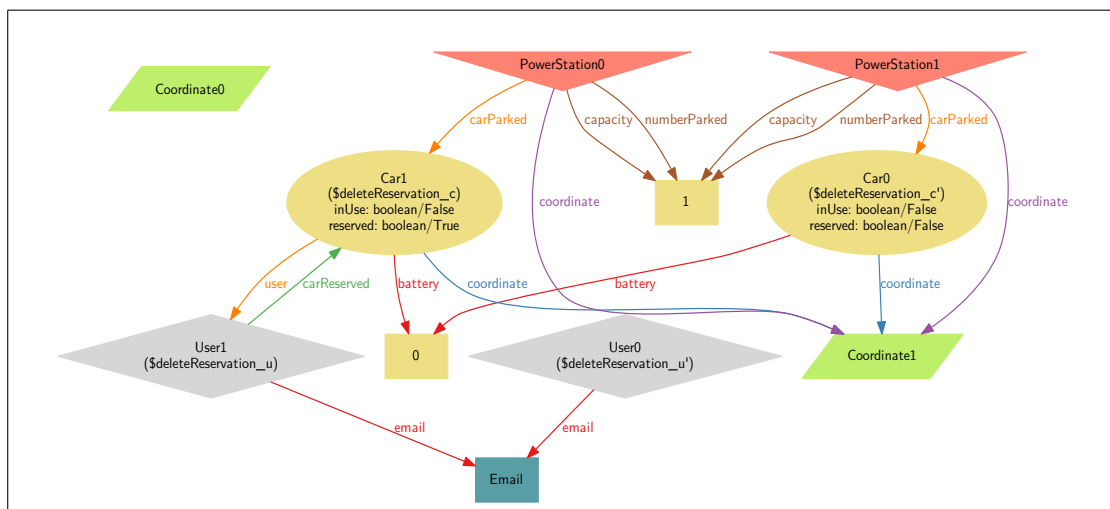 PowerStation0
PowerStation1
Coordinate0
carParked
capacity
numberParked
capacity
numberParked
carParked
Car1
($deleteReservation_c)
inUse: boolean/False
reserved: boolean/True
coordinate
1
Car0
($deleteReservation_c')
inUse: boolean/False
reserved: boolean/False
coordinate
user
carReserved
battery
coordinate
battery
coordinate
User1
($deleteReservation_u)
0
User0
($deleteReservation_u')
Coordinate1
email
email
Email